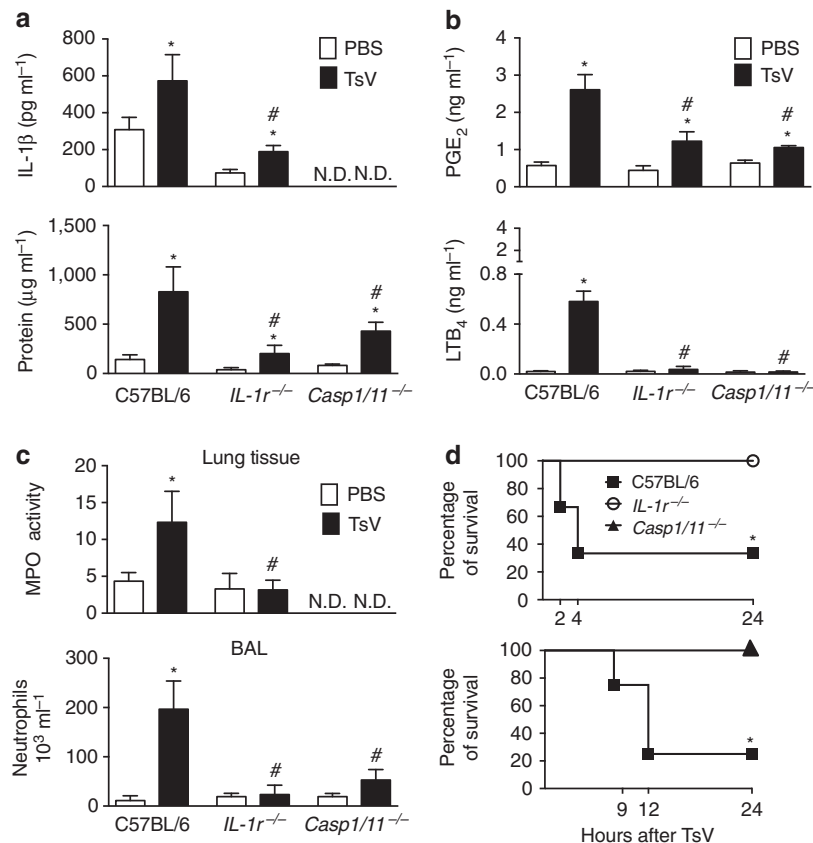 a
IL-1β (pg ml⁻¹)
800
600
400
200
0
PBS
TsV
*
#
*
N.D. N.D.
Protein (μg ml⁻¹)
1,500
1,000
500
0
*
#
*
#
*
C57BL/6 IL-1r⁻/⁻ Casp1/11⁻/⁻
b
PGE₂ (ng ml⁻¹)
4
3
2
1
0
PBS
TsV
*
#
*
#
*
LTB₄ (ng ml⁻¹)
4
2
0.8
0.4
0.0
*
#
#
C57BL/6 IL-1r⁻/⁻ Casp1/11⁻/⁻
c
Lung tissue
MPO activity
20
15
10
5
0
PBS
TsV
*
#
N.D. N.D.
BAL
Neutrophils
10³ ml⁻¹
300
200
100
0
*
#
#
C57BL/6 IL-1r⁻/⁻ Casp1/11⁻/⁻
d
Percentage
of survival
100
80
60
40
20
0
C57BL/6
IL-1r⁻/⁻
Casp1/11⁻/⁻
*
2 4 24
Percentage
of survival
100
80
60
40
20
0
*
9 12 24
Hours after TsV